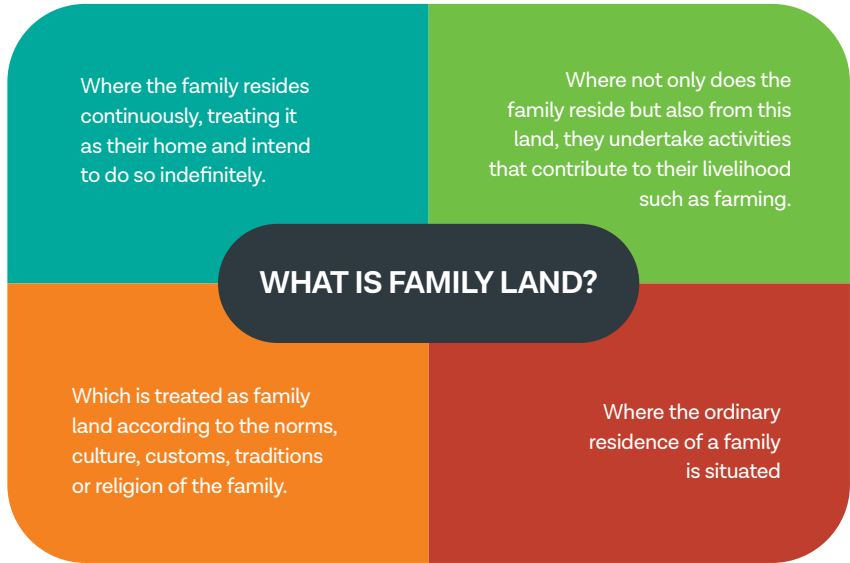 Where the family resides
continuously, treating it
as their home and intend
to do so indefinitely.
Where not only does the
family reside but also from this
land, they undertake activities
that contribute to their livelihood
such as farming.
WHAT IS FAMILY LAND?
Which is treated as family
land according to the norms,
culture, customs, traditions
or religion of the family.
Where the ordinary
residence of a family
is situated